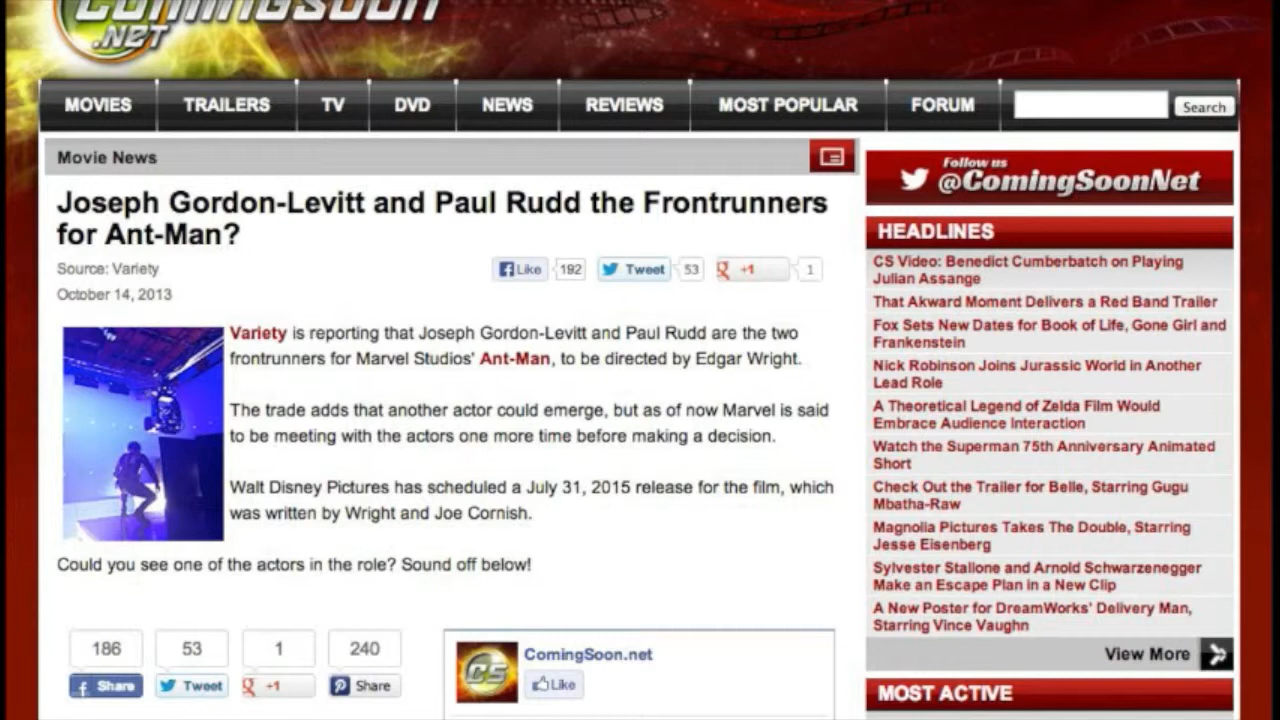 COMINGSOON
.NET
MOVIES TRAILERS TV DVD NEWS REVIEWS MOST POPULAR FORUM Search
Movie News
Joseph Gordon-Levitt and Paul Rudd the Frontrunners
for Ant-Man?
Source: Variety
October 14, 2013
Like 192 Tweet 53 +1 1
Variety is reporting that Joseph Gordon-Levitt and Paul Rudd are the two
frontrunners for Marvel Studios' Ant-Man, to be directed by Edgar Wright.
The trade adds that another actor could emerge, but as of now Marvel is said
to be meeting with the actors one more time before making a decision.
Walt Disney Pictures has scheduled a July 31, 2015 release for the film, which
was written by Wright and Joe Cornish.
Could you see one of the actors in the role? Sound off below!
186 53 1 240
Share Tweet +1 Share
CS
ComingSoon.net
Like
Follow us
@ComingSoonNet
HEADLINES
CS Video: Benedict Cumberbatch on Playing
Julian Assange
That Akward Moment Delivers a Red Band Trailer
Fox Sets New Dates for Book of Life, Gone Girl and
Frankenstein
Nick Robinson Joins Jurassic World in Another
Lead Role
A Theoretical Legend of Zelda Film Would
Embrace Audience Interaction
Watch the Superman 75th Anniversary Animated
Short
Check Out the Trailer for Belle, Starring Gugu
Mbatha-Raw
Magnolia Pictures Takes The Double, Starring
Jesse Eisenberg
Sylvester Stallone and Arnold Schwarzenegger
Make an Escape Plan in a New Clip
A New Poster for DreamWorks' Delivery Man,
Starring Vince Vaughn
View More
MOST ACTIVE